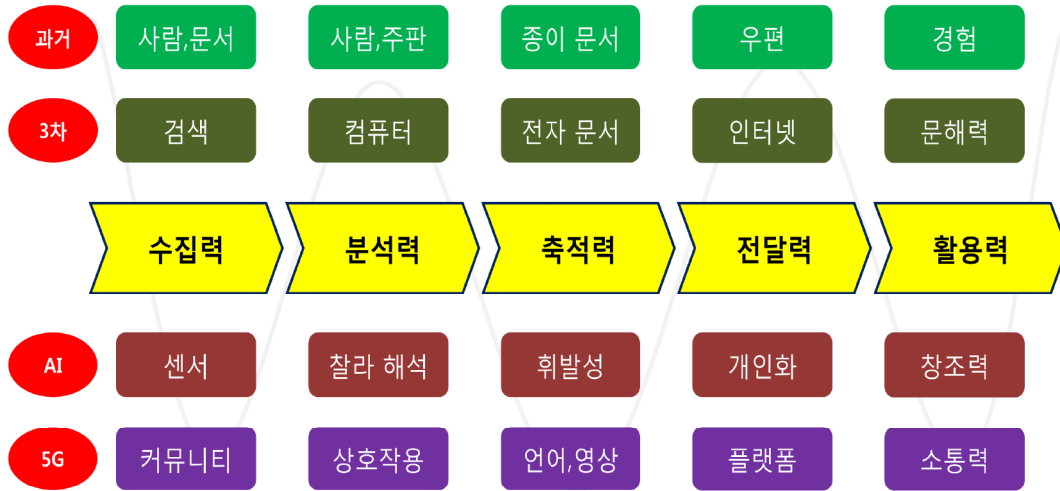 과거 사람,문서 사람,주판 종이 문서 우편 경험
3차 검색 컴퓨터 전자 문서 인터넷 문해력
수집력 분석력 축적력 전달력 활용력
AI 센서 찰라 해석 휘발성 개인화 창조력
5G 커뮤니티 상호작용 언어,영상 플랫폼 소통력